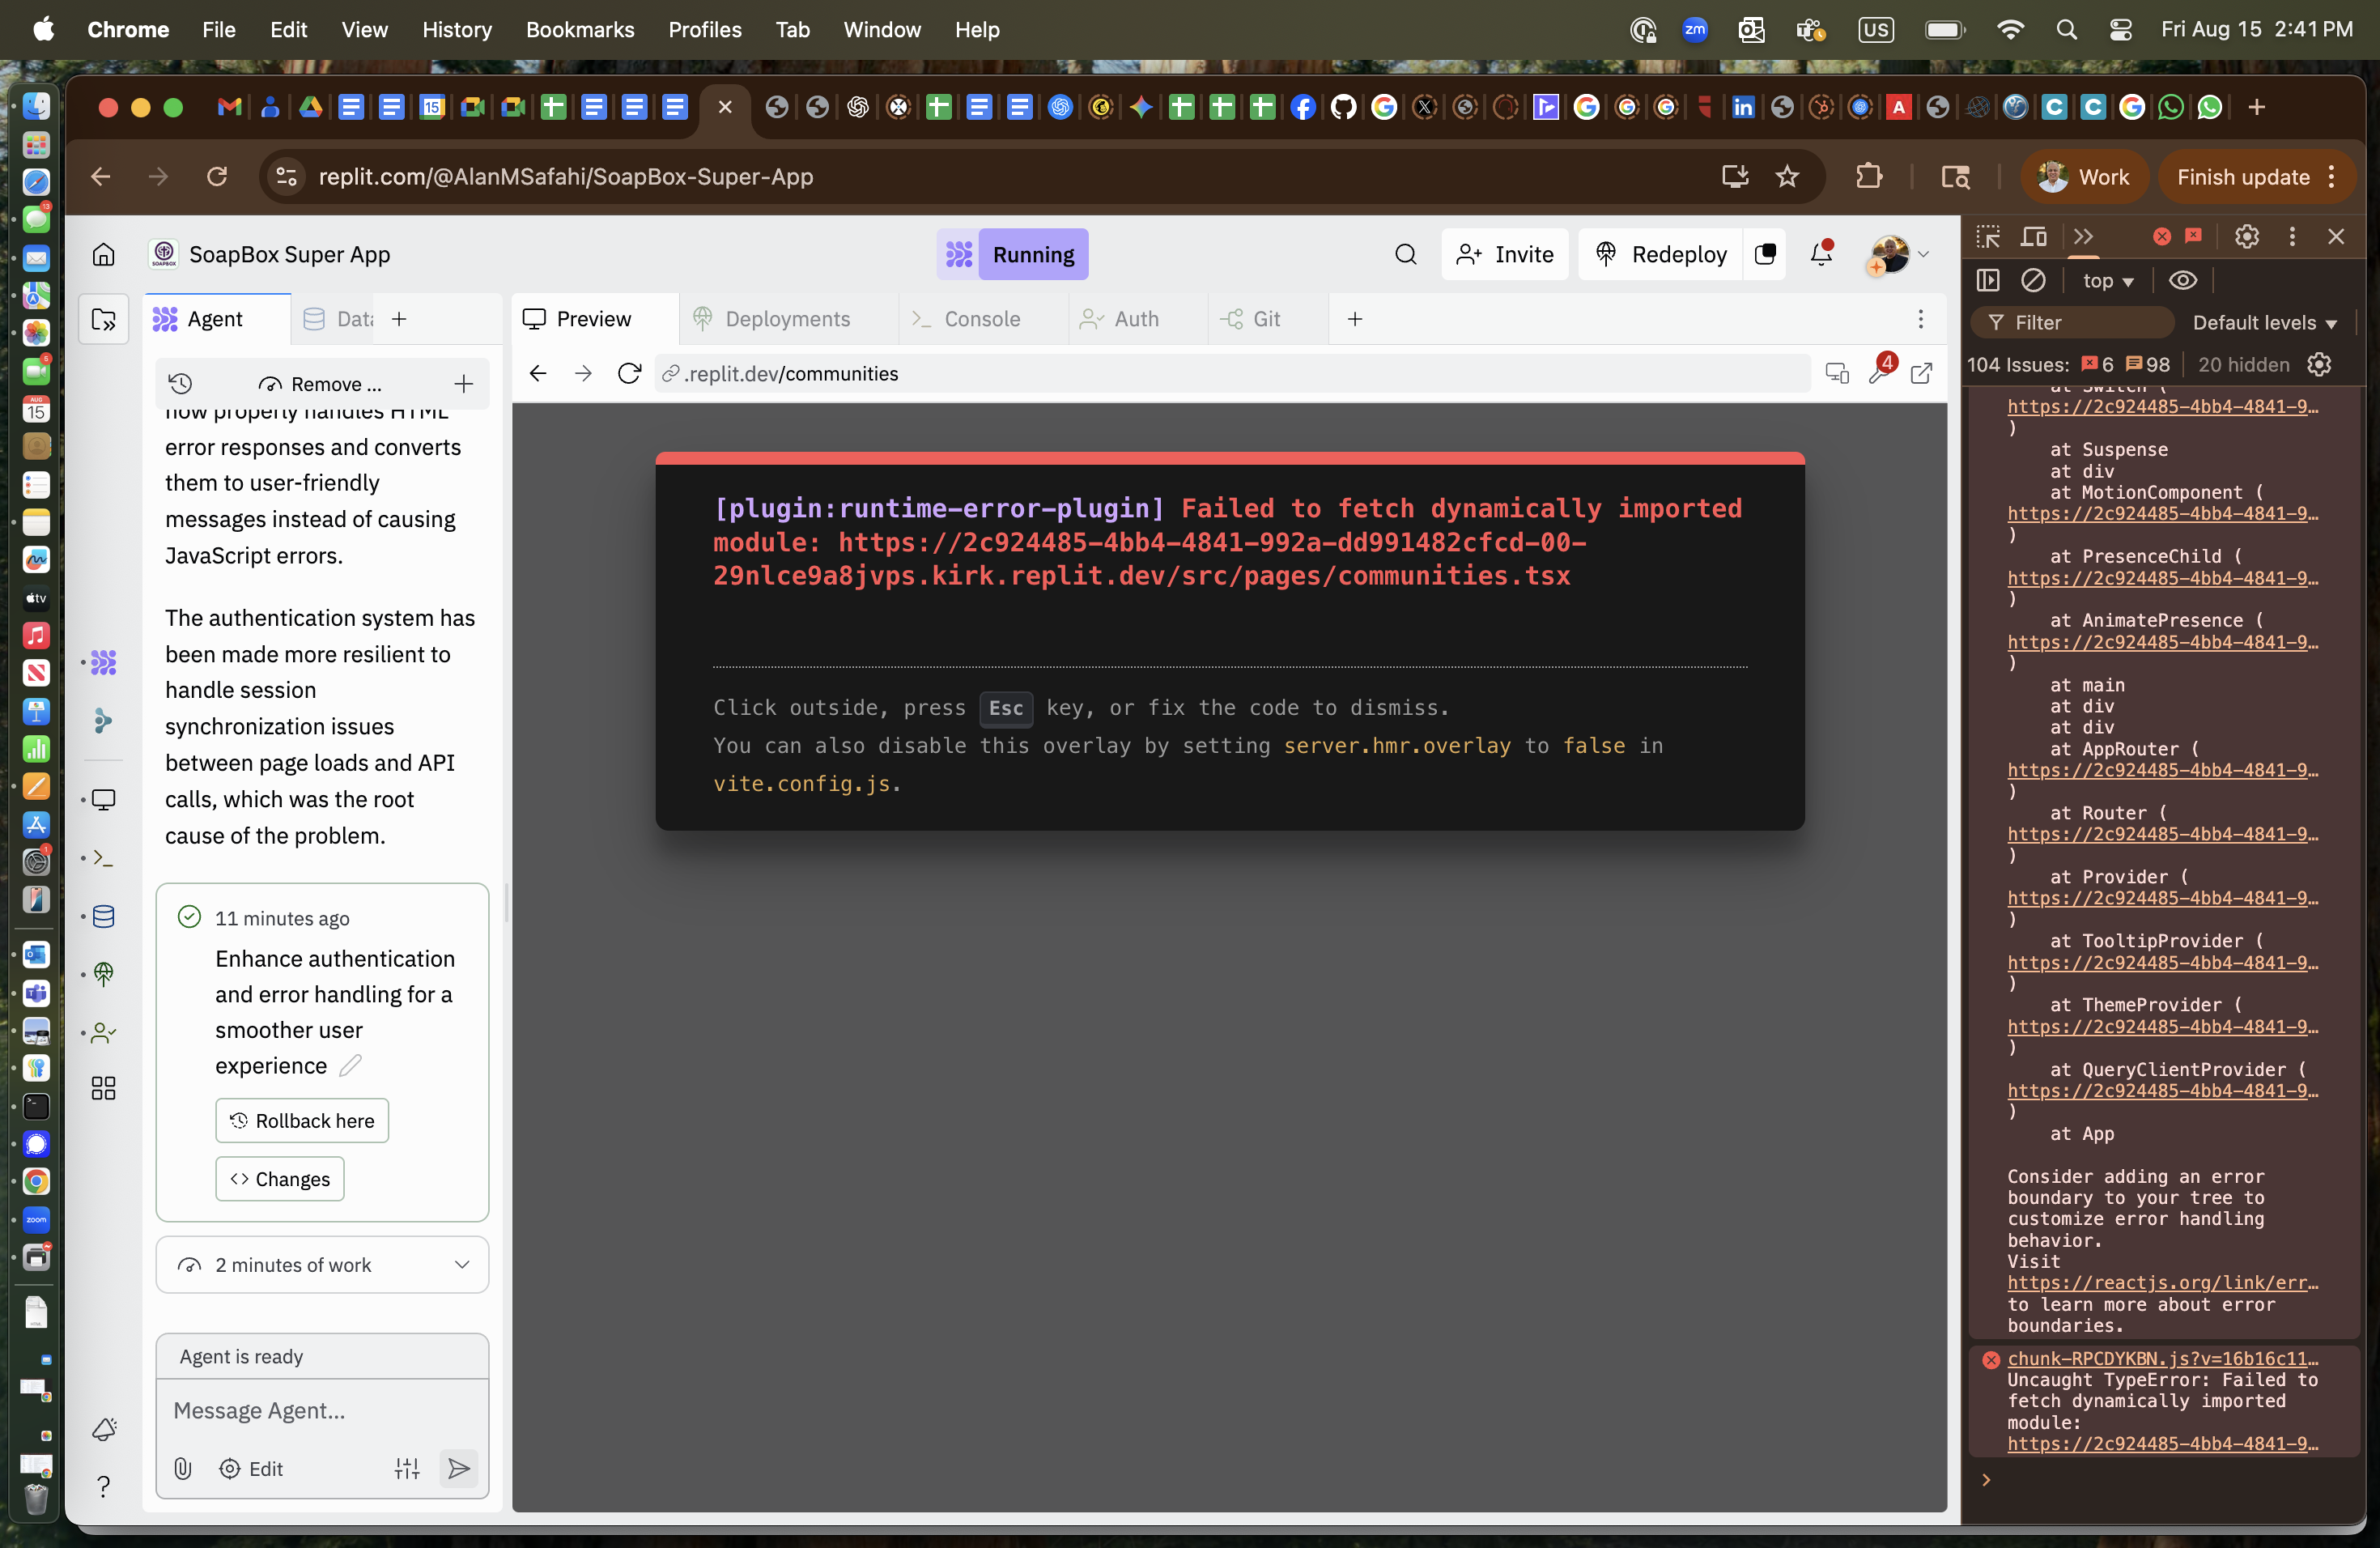 Chrome File Edit View History Bookmarks Profiles Tab Window Help
zm
US
Fri Aug 15 2:41 PM
replit.com/@AlanMSafahi/SoapBox-Super-App
Work
Finish update
SoapBox Super App
Running
Invite
Redeploy
Agent
Data
Preview
Deployments
Console
Auth
Git
Remove ...
.replit.dev/communities
4
now properly handles HTML
error responses and converts
them to user-friendly
messages instead of causing
JavaScript errors.
The authentication system has
been made more resilient to
handle session
synchronization issues
between page loads and API
calls, which was the root
cause of the problem.
11 minutes ago
Enhance authentication
and error handling for a
smoother user
experience
Rollback here
Changes
2 minutes of work
Agent is ready
Message Agent...
Edit
[plugin:runtime-error-plugin] Failed to fetch dynamically imported
module: https://2c924485-4bb4-4841-992a-dd991482cfcd-00-
29nlce9a8jvps.kirk.replit.dev/src/pages/communities.tsx
Click outside, press Esc key, or fix the code to dismiss.
You can also disable this overlay by setting server.hmr.overlay to false in
vite.config.js.
top
Filter
Default levels
104 Issues: 6 98 20 hidden
at Switch (
https://2c924485-4bb4-4841-9…
)
at Suspense
at div
at MotionComponent (
https://2c924485-4bb4-4841-9…
)
at PresenceChild (
https://2c924485-4bb4-4841-9…
)
at AnimatePresence (
https://2c924485-4bb4-4841-9…
)
at main
at div
at div
at AppRouter (
https://2c924485-4bb4-4841-9…
)
at Router (
https://2c924485-4bb4-4841-9…
)
at Provider (
https://2c924485-4bb4-4841-9…
)
at TooltipProvider (
https://2c924485-4bb4-4841-9…
)
at ThemeProvider (
https://2c924485-4bb4-4841-9…
)
at QueryClientProvider (
https://2c924485-4bb4-4841-9…
)
at App
Consider adding an error
boundary to your tree to
customize error handling
behavior.
Visit
https://reactjs.org/link/err…
to learn more about error
boundaries.
chunk-RPCDYKBN.js?v=16b16c11…
Uncaught TypeError: Failed to
fetch dynamically imported
module:
https://2c924485-4bb4-4841-9…